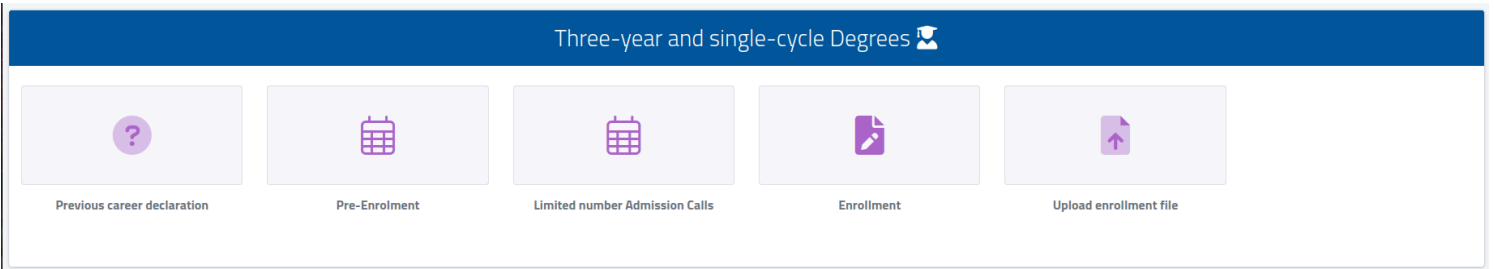 Three-year and single-cycle Degrees
Previous career declaration
Pre-Enrolment
Limited number Admission Calls
Enrollment
Upload enrollment file